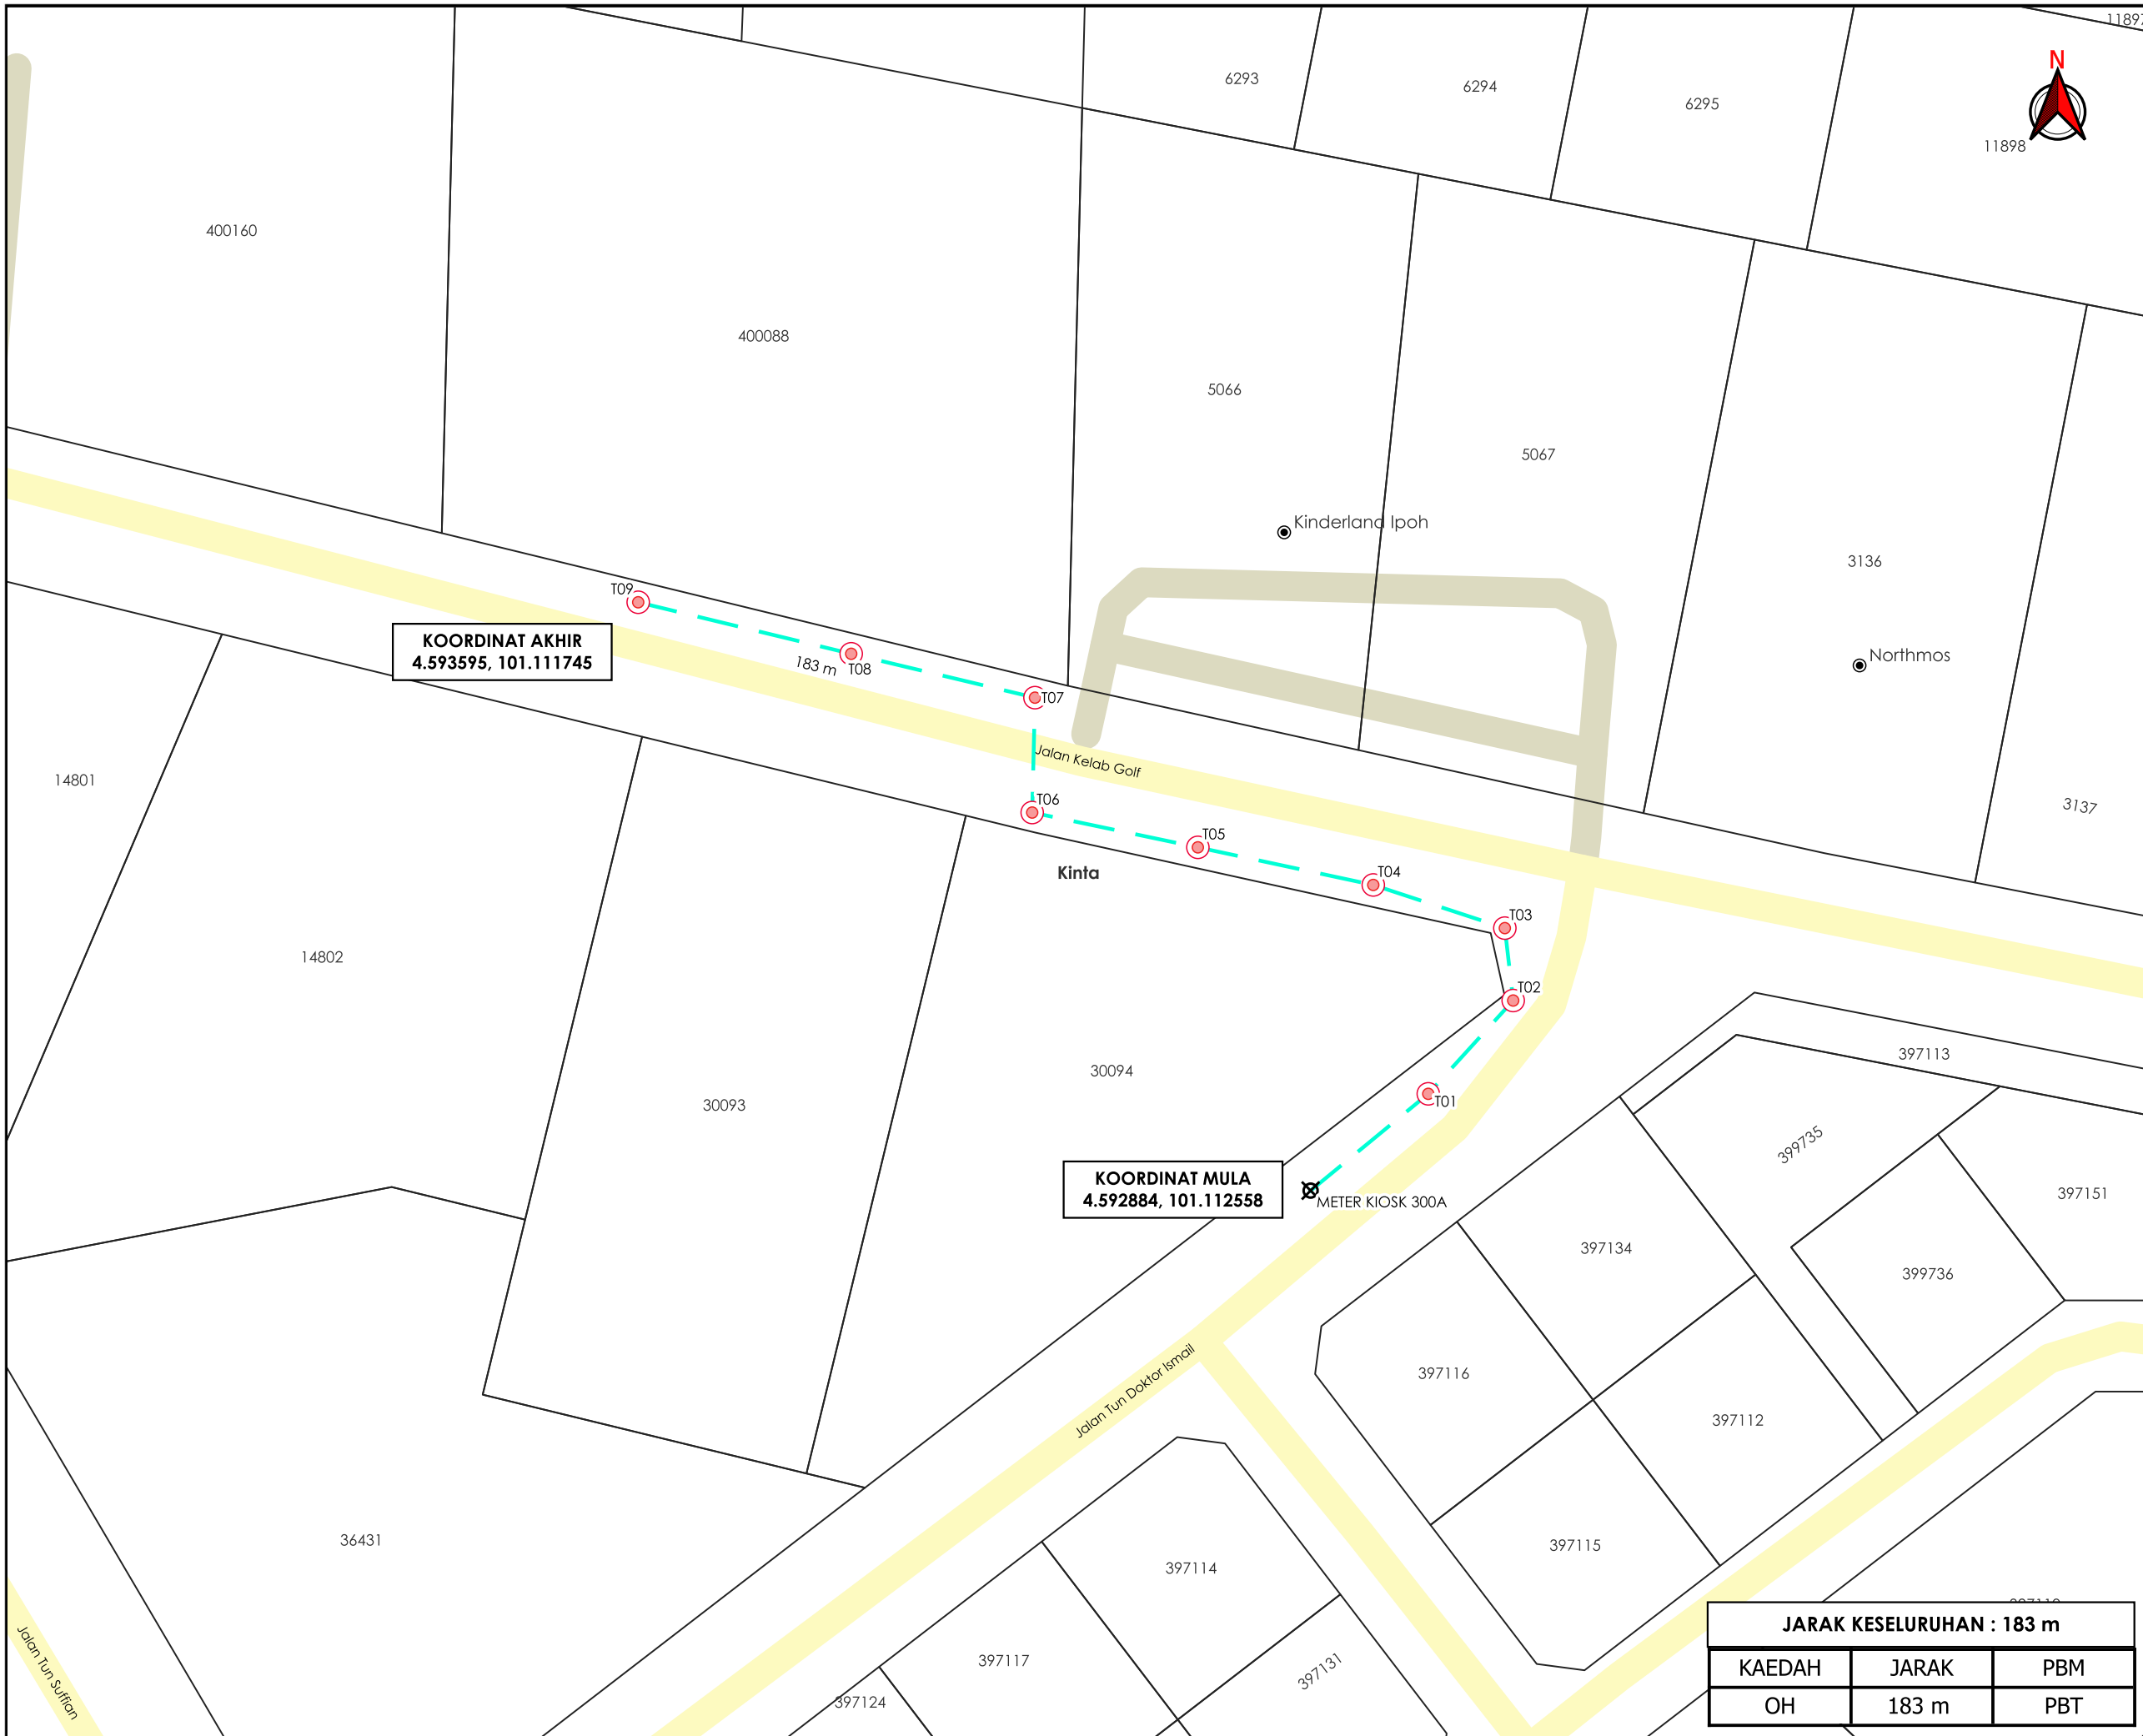 11897
N
6293
6294
6295
11898
400160
400088
5066
5067
Kinderland Ipoh
3136
T09
KOORDINAT AKHIR
4.593595, 101.111745
183 m
T08
T07
Northmos
Jalan Kelab Golf
14801
T06
T05
3137
Kinta
T04
T03
14802
T02
397113
30094
30093
T01
399735
KOORDINAT MULA
4.592884, 101.112558
METER KIOSK 300A
397151
397134
399736
Jalan Tun Doktor Ismail
397116
397112
36431
397115
397114
397117
397131
397124
Jalan Tun Suffian
JARAK KESELURUHAN : 183 m
KAEDAH JARAK PBM
OH 183 m PBT